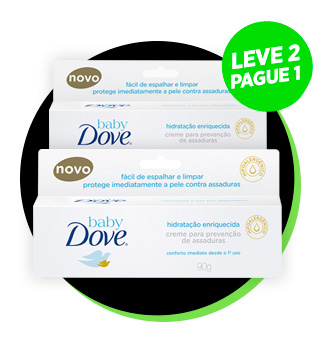 LEVE 2
PAGUE 1
novo
fácil de espalhar e limpar
protege imediatamente a pele contra assaduras
baby
Dove
hidratação enriquecida
creme para prevenção
de assaduras
novo
fácil de espalhar e limpar
protege imediatamente a pele contra assaduras
baby
Dove
hidratação enriquecida
creme para prevenção
de assaduras
conforto imediato desde o 1º uso
90g